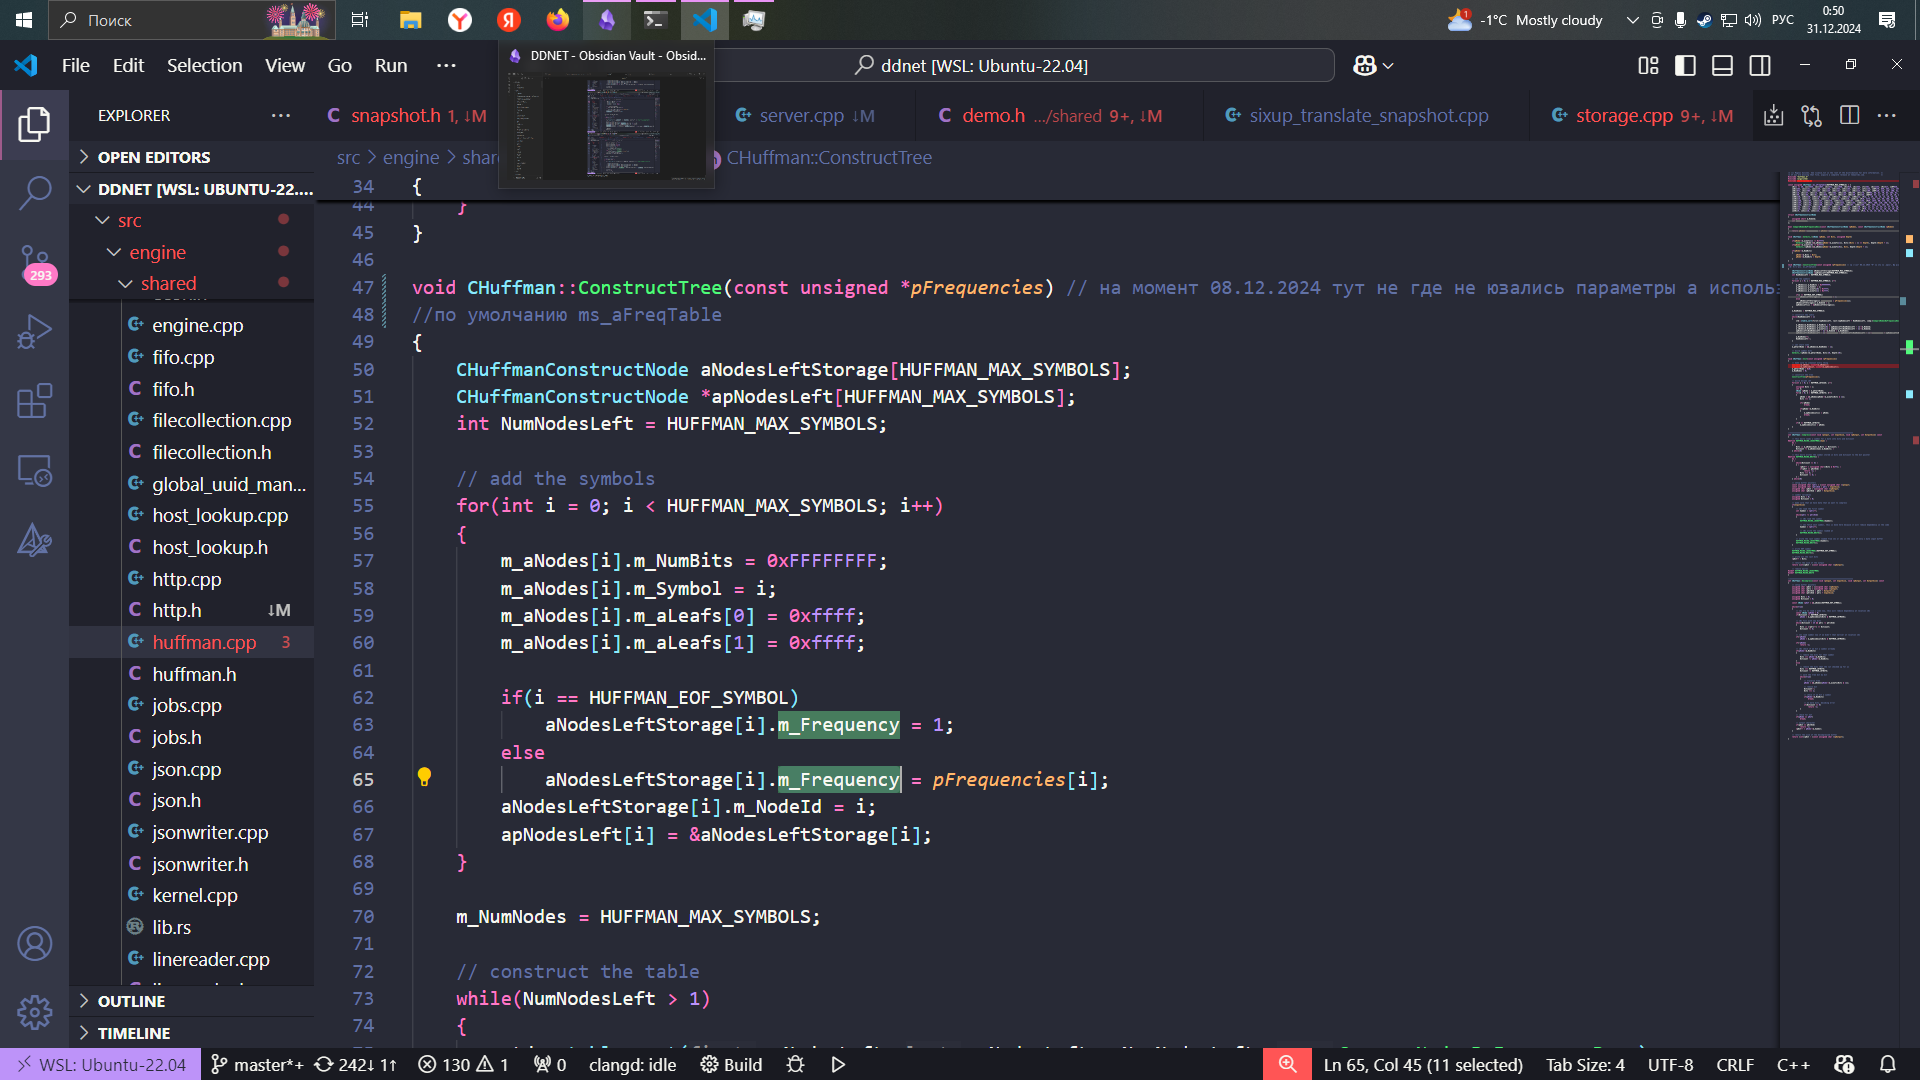 Поиск
-1°C Mostly cloudy
РУС
0:50
31.12.2024
DDNET - Obsidian Vault - Obsid...
File Edit Selection View Go Run ···
ddnet [WSL: Ubuntu-22.04]
EXPLORER ···
snapshot.h 1, ↓M
server.cpp ↓M
demo.h .../shared 9+, ↓M
sixup_translate_snapshot.cpp
storage.cpp 9+, ↓M
OPEN EDITORS
DDNET [WSL: UBUNTU-22....
src
engine
shared
engine.cpp
fifo.cpp
fifo.h
filecollection.cpp
filecollection.h
global_uuid_man...
host_lookup.cpp
host_lookup.h
http.cpp
http.h ↓M
huffman.cpp 3
huffman.h
jobs.cpp
jobs.h
json.cpp
json.h
jsonwriter.cpp
jsonwriter.h
kernel.cpp
lib.rs
linereader.cpp
OUTLINE
TIMELINE
293
src > engine > shar
CHuffman::ConstructTree
34 {
44 }
45 }
46
47 void CHuffman::ConstructTree(const unsigned *pFrequencies) // на момент 08.12.2024 тут не где не юзались параметры а исполь
48 //по умолчанию ms_aFreqTable
49 {
50 CHuffmanConstructNode aNodesLeftStorage[HUFFMAN_MAX_SYMBOLS];
51 CHuffmanConstructNode *apNodesLeft[HUFFMAN_MAX_SYMBOLS];
52 int NumNodesLeft = HUFFMAN_MAX_SYMBOLS;
53
54 // add the symbols
55 for(int i = 0; i < HUFFMAN_MAX_SYMBOLS; i++)
56 {
57 m_aNodes[i].m_NumBits = 0xFFFFFFFF;
58 m_aNodes[i].m_Symbol = i;
59 m_aNodes[i].m_aLeafs[0] = 0xffff;
60 m_aNodes[i].m_aLeafs[1] = 0xffff;
61
62 if(i == HUFFMAN_EOF_SYMBOL)
63 aNodesLeftStorage[i].m_Frequency = 1;
64 else
65 aNodesLeftStorage[i].m_Frequency = pFrequencies[i];
66 aNodesLeftStorage[i].m_NodeId = i;
67 apNodesLeft[i] = &aNodesLeftStorage[i];
68 }
69
70 m_NumNodes = HUFFMAN_MAX_SYMBOLS;
71
72 // construct the table
73 while(NumNodesLeft > 1)
74 {
WSL: Ubuntu-22.04 master*+ 242↓ 1↑ 130 1 0 clangd: idle Build
Ln 65, Col 45 (11 selected) Tab Size: 4 UTF-8 CRLF C++